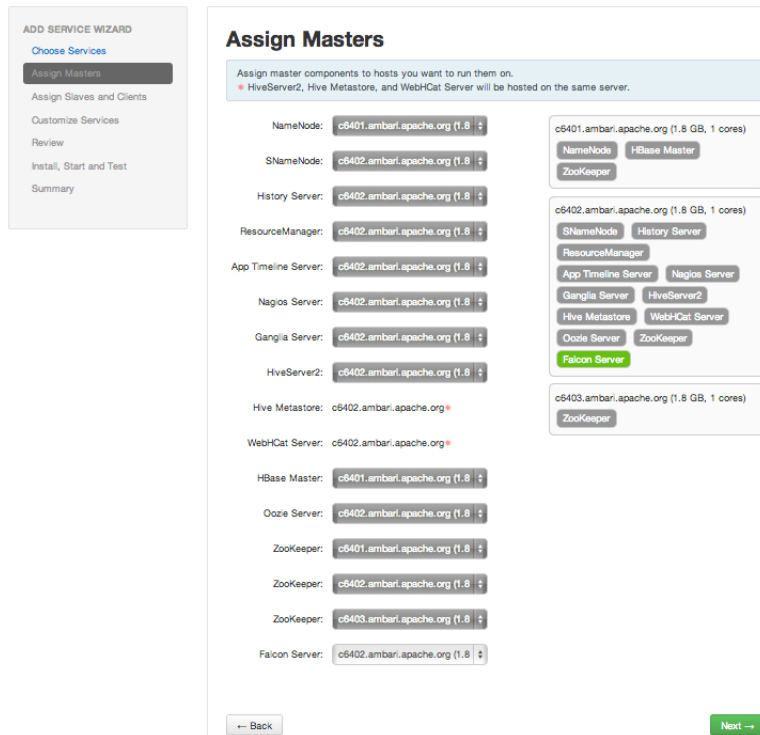 ADD SERVICE WIZARD
Choose Services
Assign Masters
Assign Slaves and Clients
Customize Services
Review
Install, Start and Test
Summary
Assign Masters
Assign master components to hosts you want to run them on.
* HiveServer2, Hive Metastore, and WebHCat Server will be hosted on the same server.
NameNode: c6401.ambari.apache.org (1.8
SNameNode: c6402.ambari.apache.org (1.8
History Server: c6402.ambari.apache.org (1.8
ResourceManager: c6402.ambari.apache.org (1.8
App Timeline Server: c6402.ambari.apache.org (1.8
Nagios Server: c6402.ambari.apache.org (1.8
Ganglia Server: c6402.ambari.apache.org (1.8
HiveServer2: c6402.ambari.apache.org (1.8
Hive Metastore: c6402.ambari.apache.org*
WebHCat Server: c6402.ambari.apache.org*
HBase Master: c6401.ambari.apache.org (1.8
Oozie Server: c6402.ambari.apache.org (1.8
ZooKeeper: c6401.ambari.apache.org (1.8
ZooKeeper: c6402.ambari.apache.org (1.8
ZooKeeper: c6403.ambari.apache.org (1.8
Falcon Server: c6402.ambari.apache.org (1.8
c6401.ambari.apache.org (1.8 GB, 1 cores)
NameNode HBase Master
ZooKeeper
c6402.ambari.apache.org (1.8 GB, 1 cores)
SNameNode History Server
ResourceManager
App Timeline Server Nagios Server
Ganglia Server HiveServer2
Hive Metastore WebHCat Server
Oozie Server ZooKeeper
Falcon Server
c6403.ambari.apache.org (1.8 GB, 1 cores)
ZooKeeper
← Back
Next →